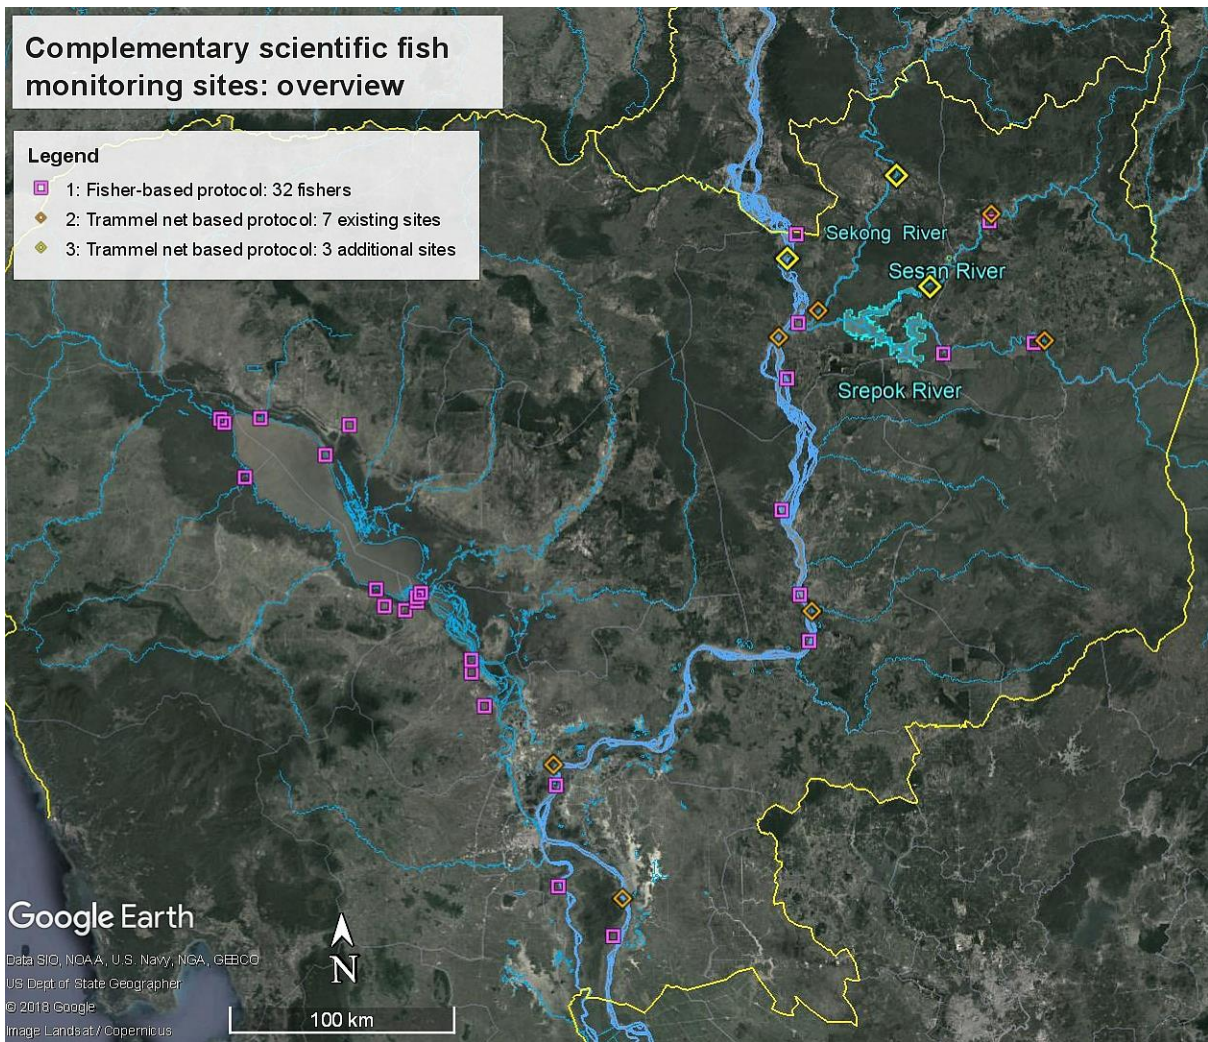 Complementary scientific fish
monitoring sites: overview
Legend
1: Fisher-based protocol: 32 fishers
2: Trammel net based protocol: 7 existing sites
3: Trammel net based protocol: 3 additional sites
Sekong River
Sesan River
Srepok River
Google Earth
Data SIO, NOAA, U.S. Navy, NGA, GEBCO
US Dept of State Geographer
© 2018 Google
Image Landsat / Copernicus
N
100 km